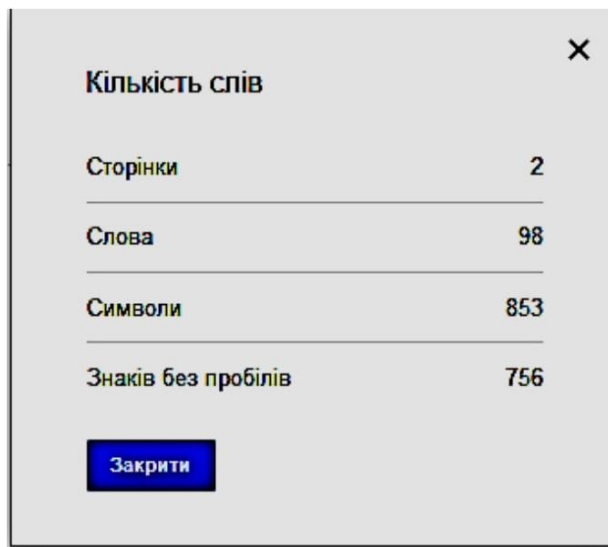 Кількість слів
Сторінки 2
Слова 98
Символи 853
Знаків без пробілів 756
Закрити